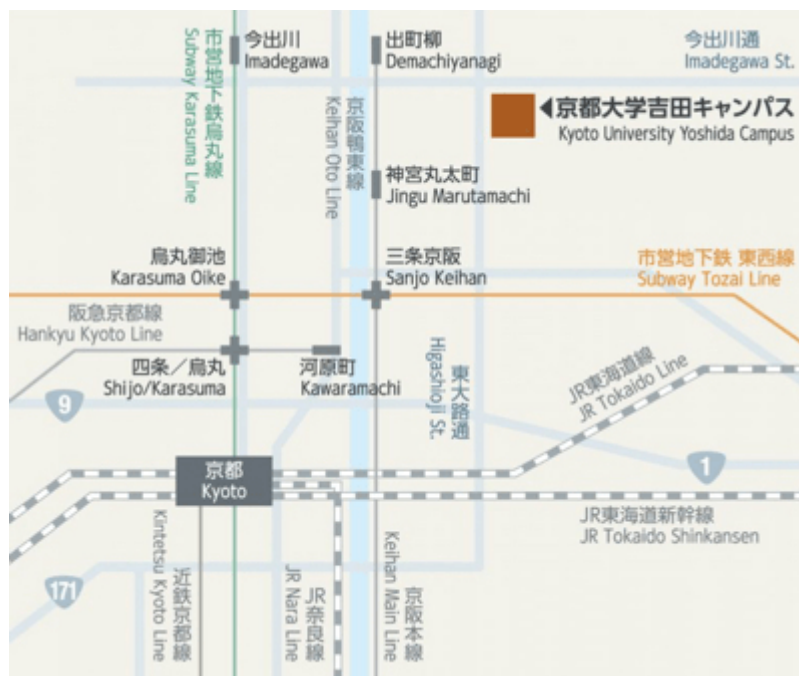 今出川
Imadegawa
出町柳
Demachiyanagi
今出川通
Imadegawa St.
市営地下鉄烏丸線
Subway Karasuma Line
京阪鴨東線
Keihan Oto Line
京都大学吉田キャンパス
Kyoto University Yoshida Campus
神宮丸太町
Jingu Marutamachi
烏丸御池
Karasuma Oike
三条京阪
Sanjo Keihan
市営地下鉄 東西線
Subway Tozai Line
阪急京都線
Hankyu Kyoto Line
四条／烏丸
Shijo/Karasuma
河原町
Kawaramachi
東大路通
Higashioji St.
JR東海道線
JR Tokaido Line
9
1
京都
Kyoto
JR東海道新幹線
JR Tokaido Shinkansen
近鉄京都線
Kintetsu Kyoto Line
JR奈良線
JR Nara Line
京阪本線
Keihan Main Line
171